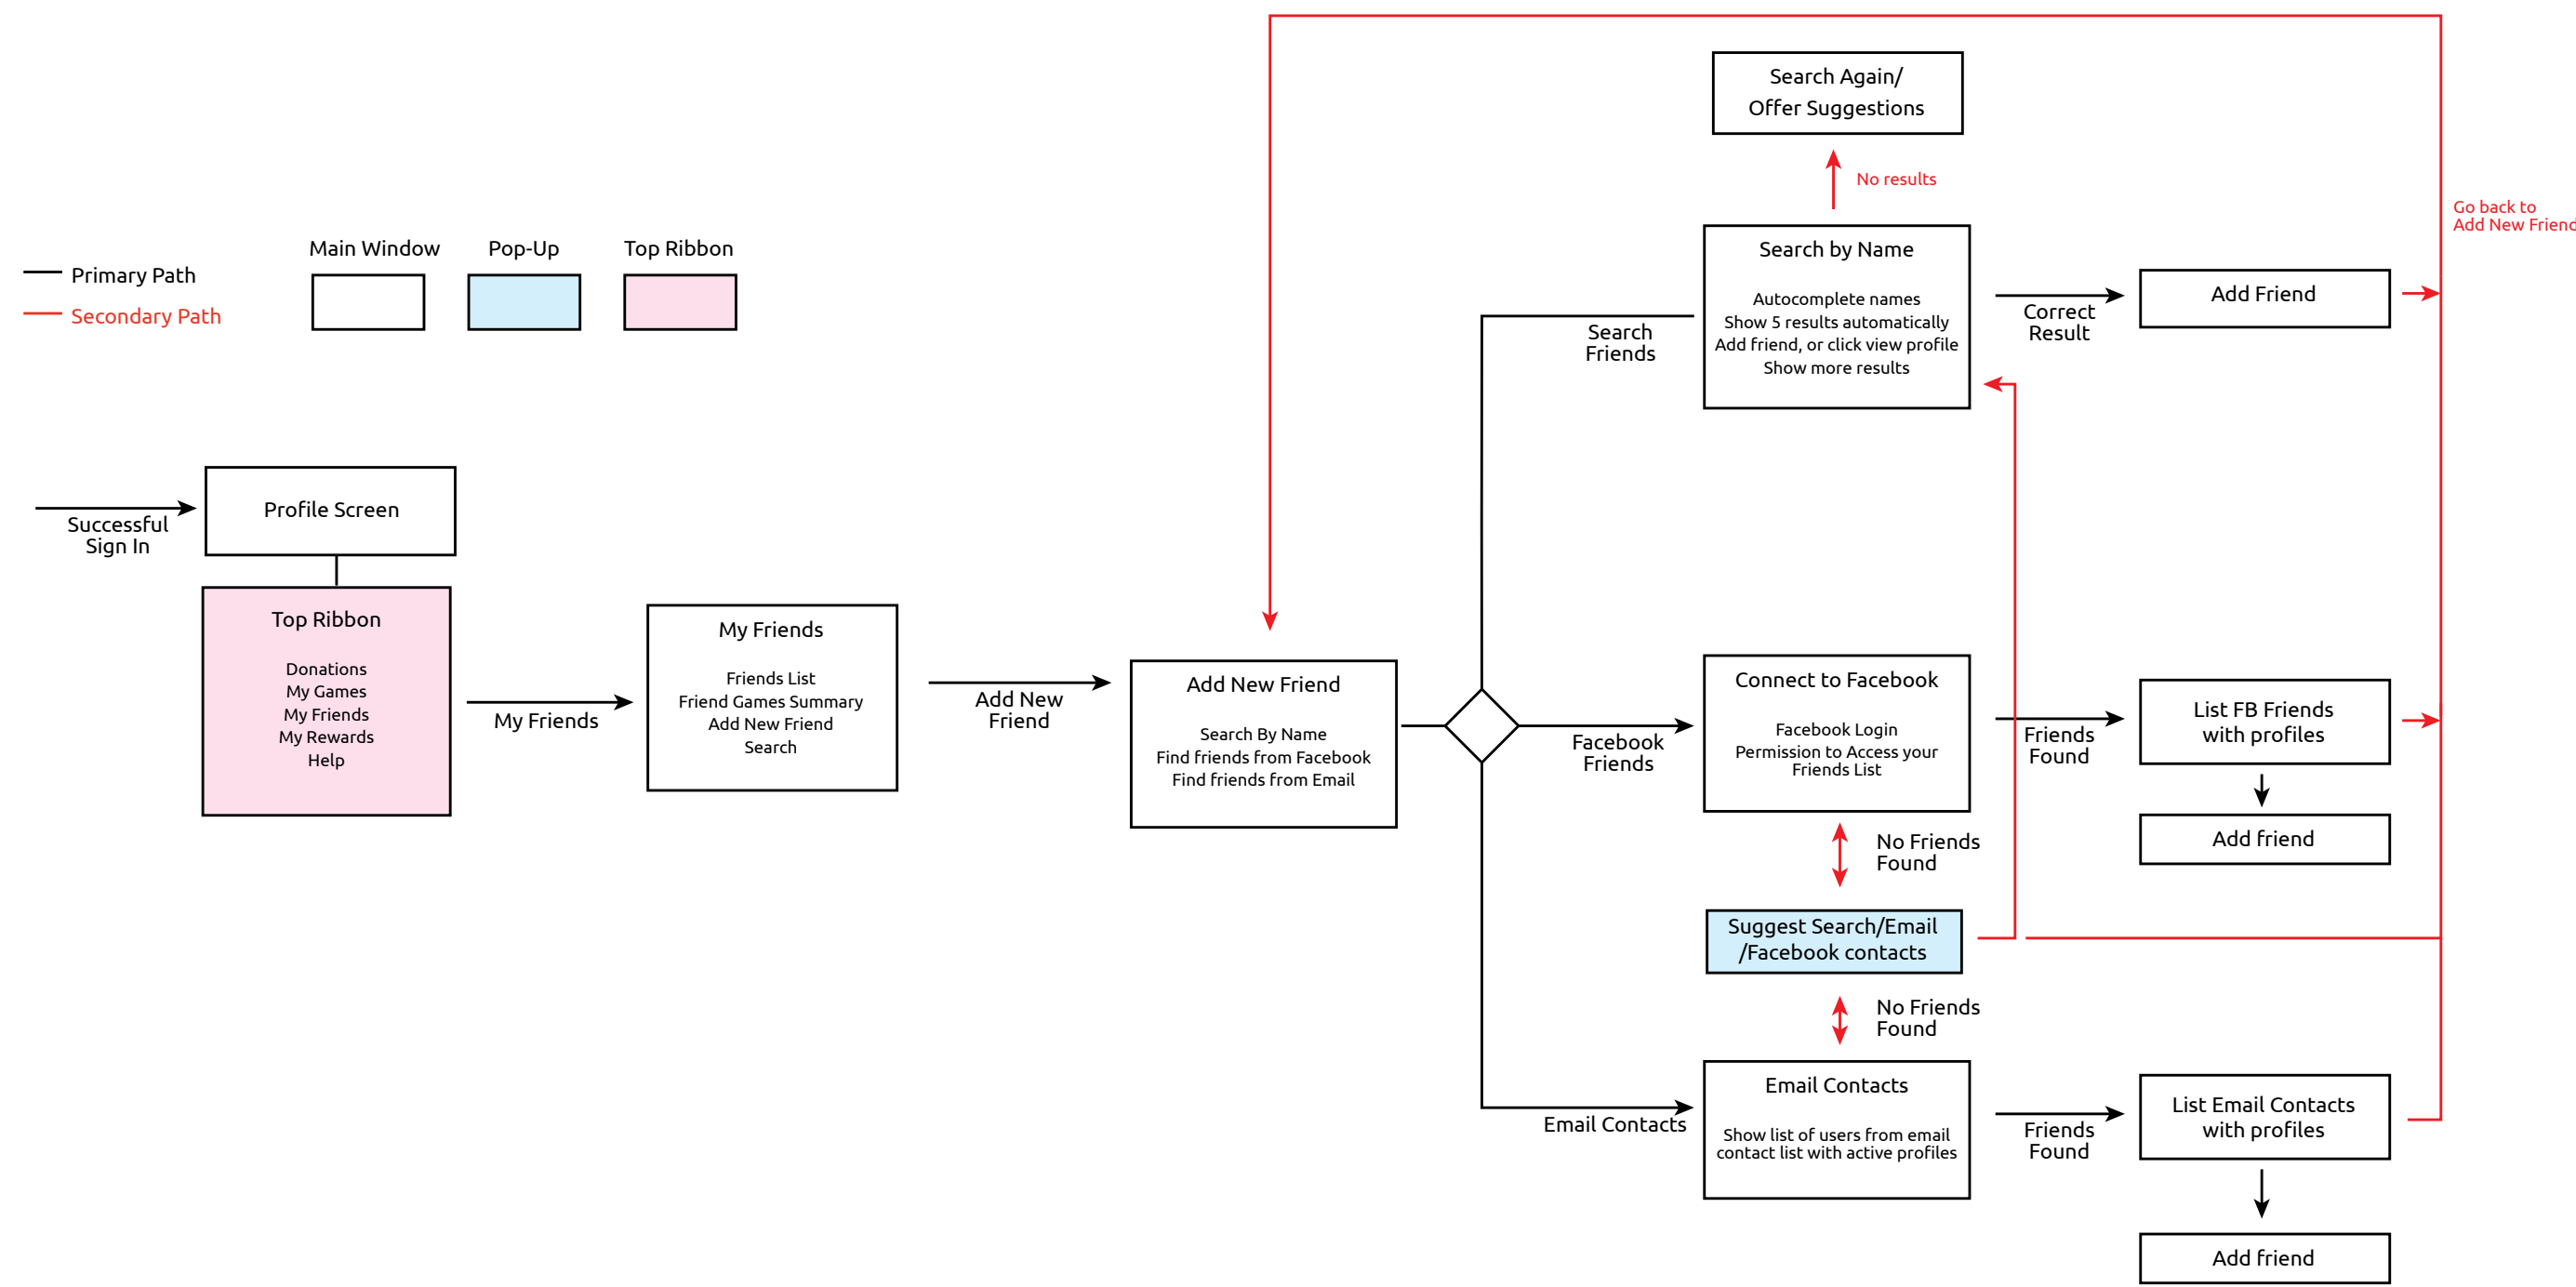 Search Again/
Offer Suggestions
No results
Go back to
Add New Friend
Main Window
Pop-Up
Top Ribbon
Primary Path
Secondary Path
Search by Name
Autocomplete names
Show 5 results automatically
Add friend, or click view profile
Show more results
Search
Friends
Correct
Result
Add Friend
Successful
Sign In
Profile Screen
Top Ribbon
Donations
My Games
My Friends
My Rewards
Help
My Friends
My Friends
Friends List
Friend Games Summary
Add New Friend
Search
Add New
Friend
Add New Friend
Search By Name
Find friends from Facebook
Find friends from Email
Facebook
Friends
Connect to Facebook
Facebook Login
Permission to Access your
Friends List
Friends
Found
List FB Friends
with profiles
Add friend
No Friends
Found
Suggest Search/Email
/Facebook contacts
No Friends
Found
Email Contacts
Email Contacts
Show list of users from email
contact list with active profiles
Friends
Found
List Email Contacts
with profiles
Add friend